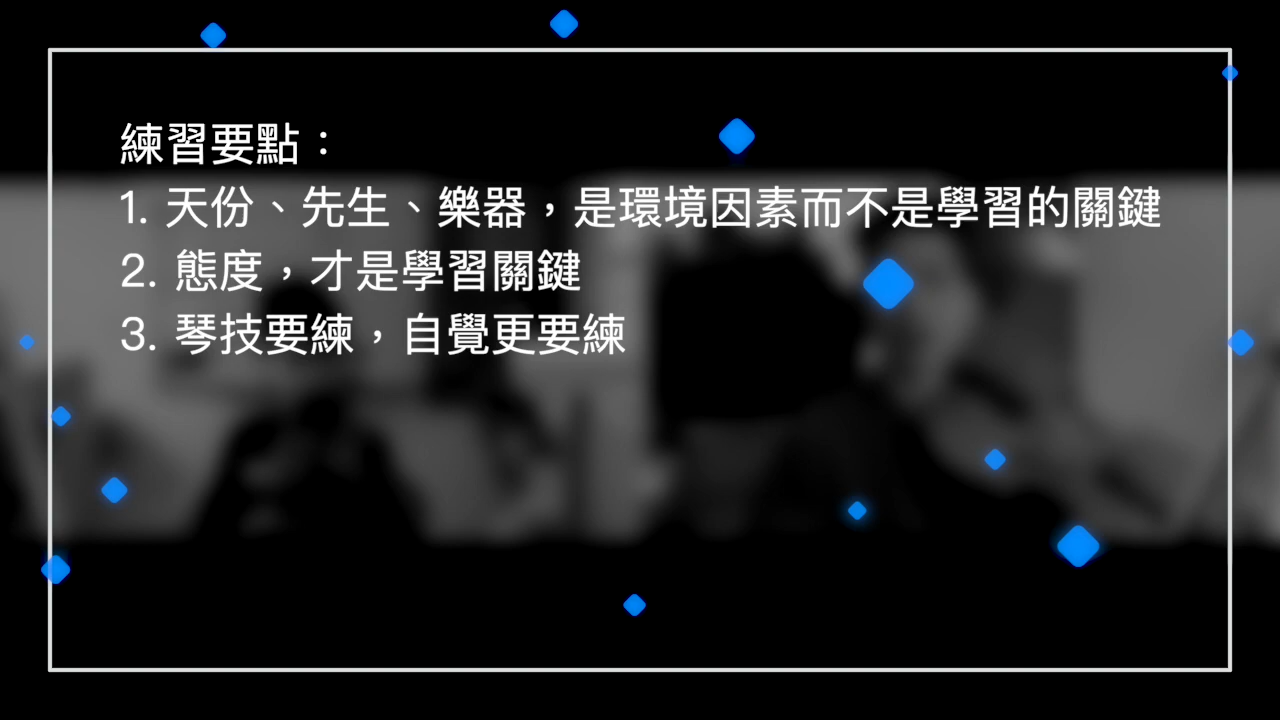 練習要點：
1. 天份、先生、樂器，是環境因素而不是學習的關鍵
2. 態度，才是學習關鍵
3. 琴技要練，自覺更要練